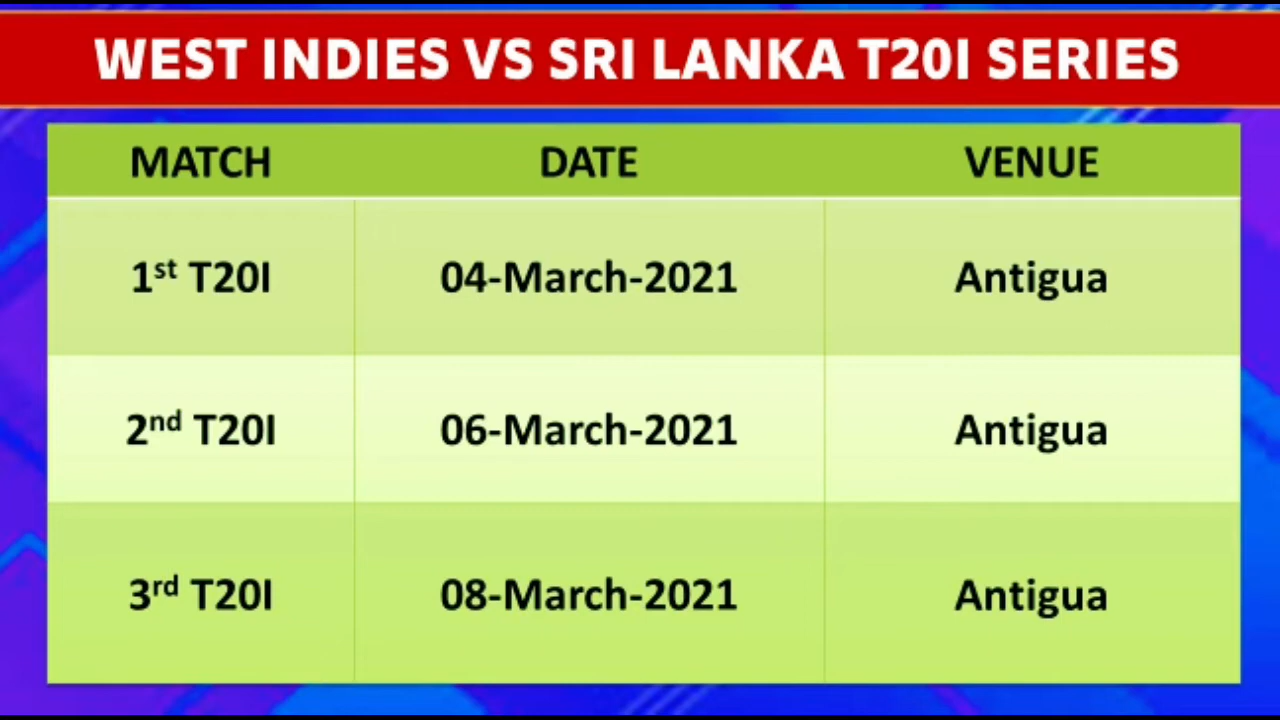 WEST INDIES VS SRI LANKA T20I SERIES
MATCH DATE VENUE
1st T20I 04-March-2021 Antigua
2nd T20I 06-March-2021 Antigua
3rd T20I 08-March-2021 Antigua